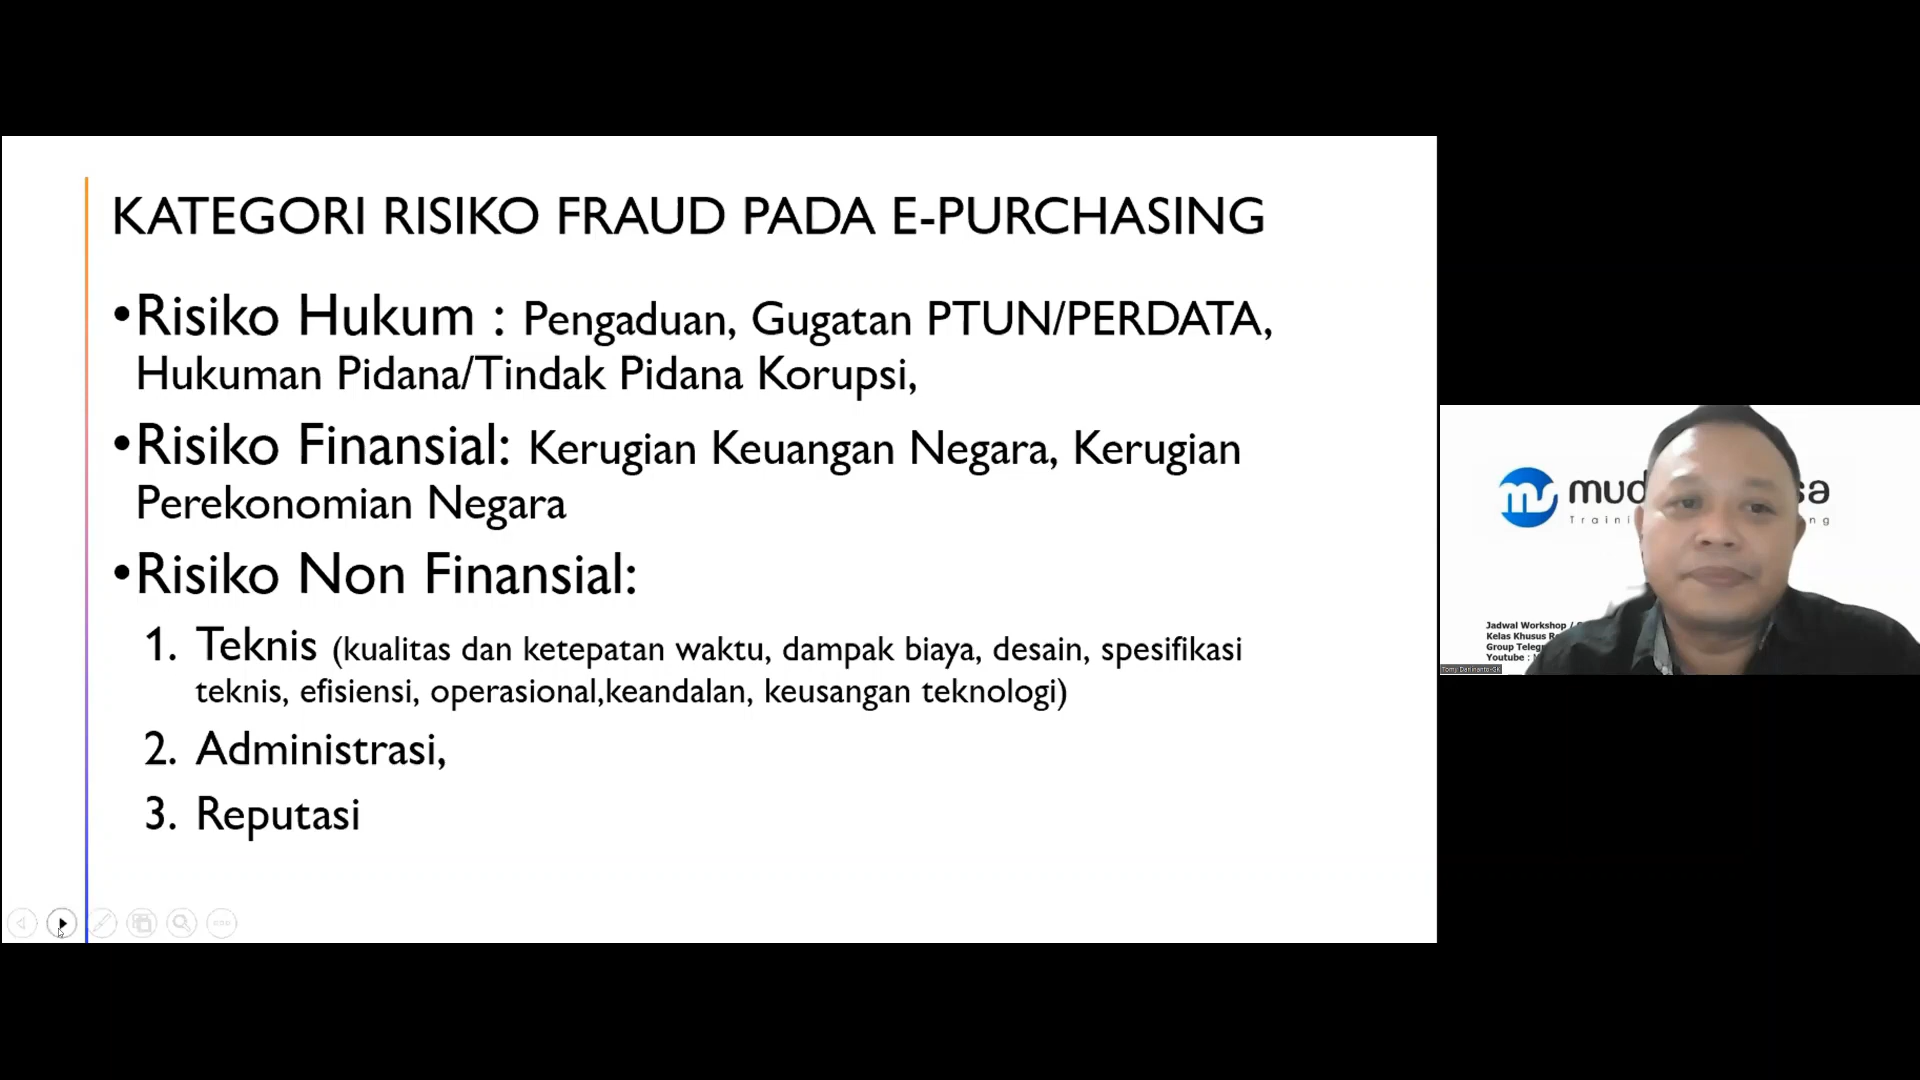 KATEGORI RISIKO FRAUD PADA E-PURCHASING
•Risiko Hukum : Pengaduan, Gugatan PTUN/PERDATA,
Hukuman Pidana/Tindak Pidana Korupsi,
•Risiko Finansial: Kerugian Keuangan Negara, Kerugian
Perekonomian Negara
•Risiko Non Finansial:
1. Teknis (kualitas dan ketepatan waktu, dampak biaya, desain, spesifikasi
teknis, efisiensi, operasional,keandalan, keusangan teknologi)
2. Administrasi,
3. Reputasi
Jadwal Workshop /
Kelas Khusus
Group
Youtube :